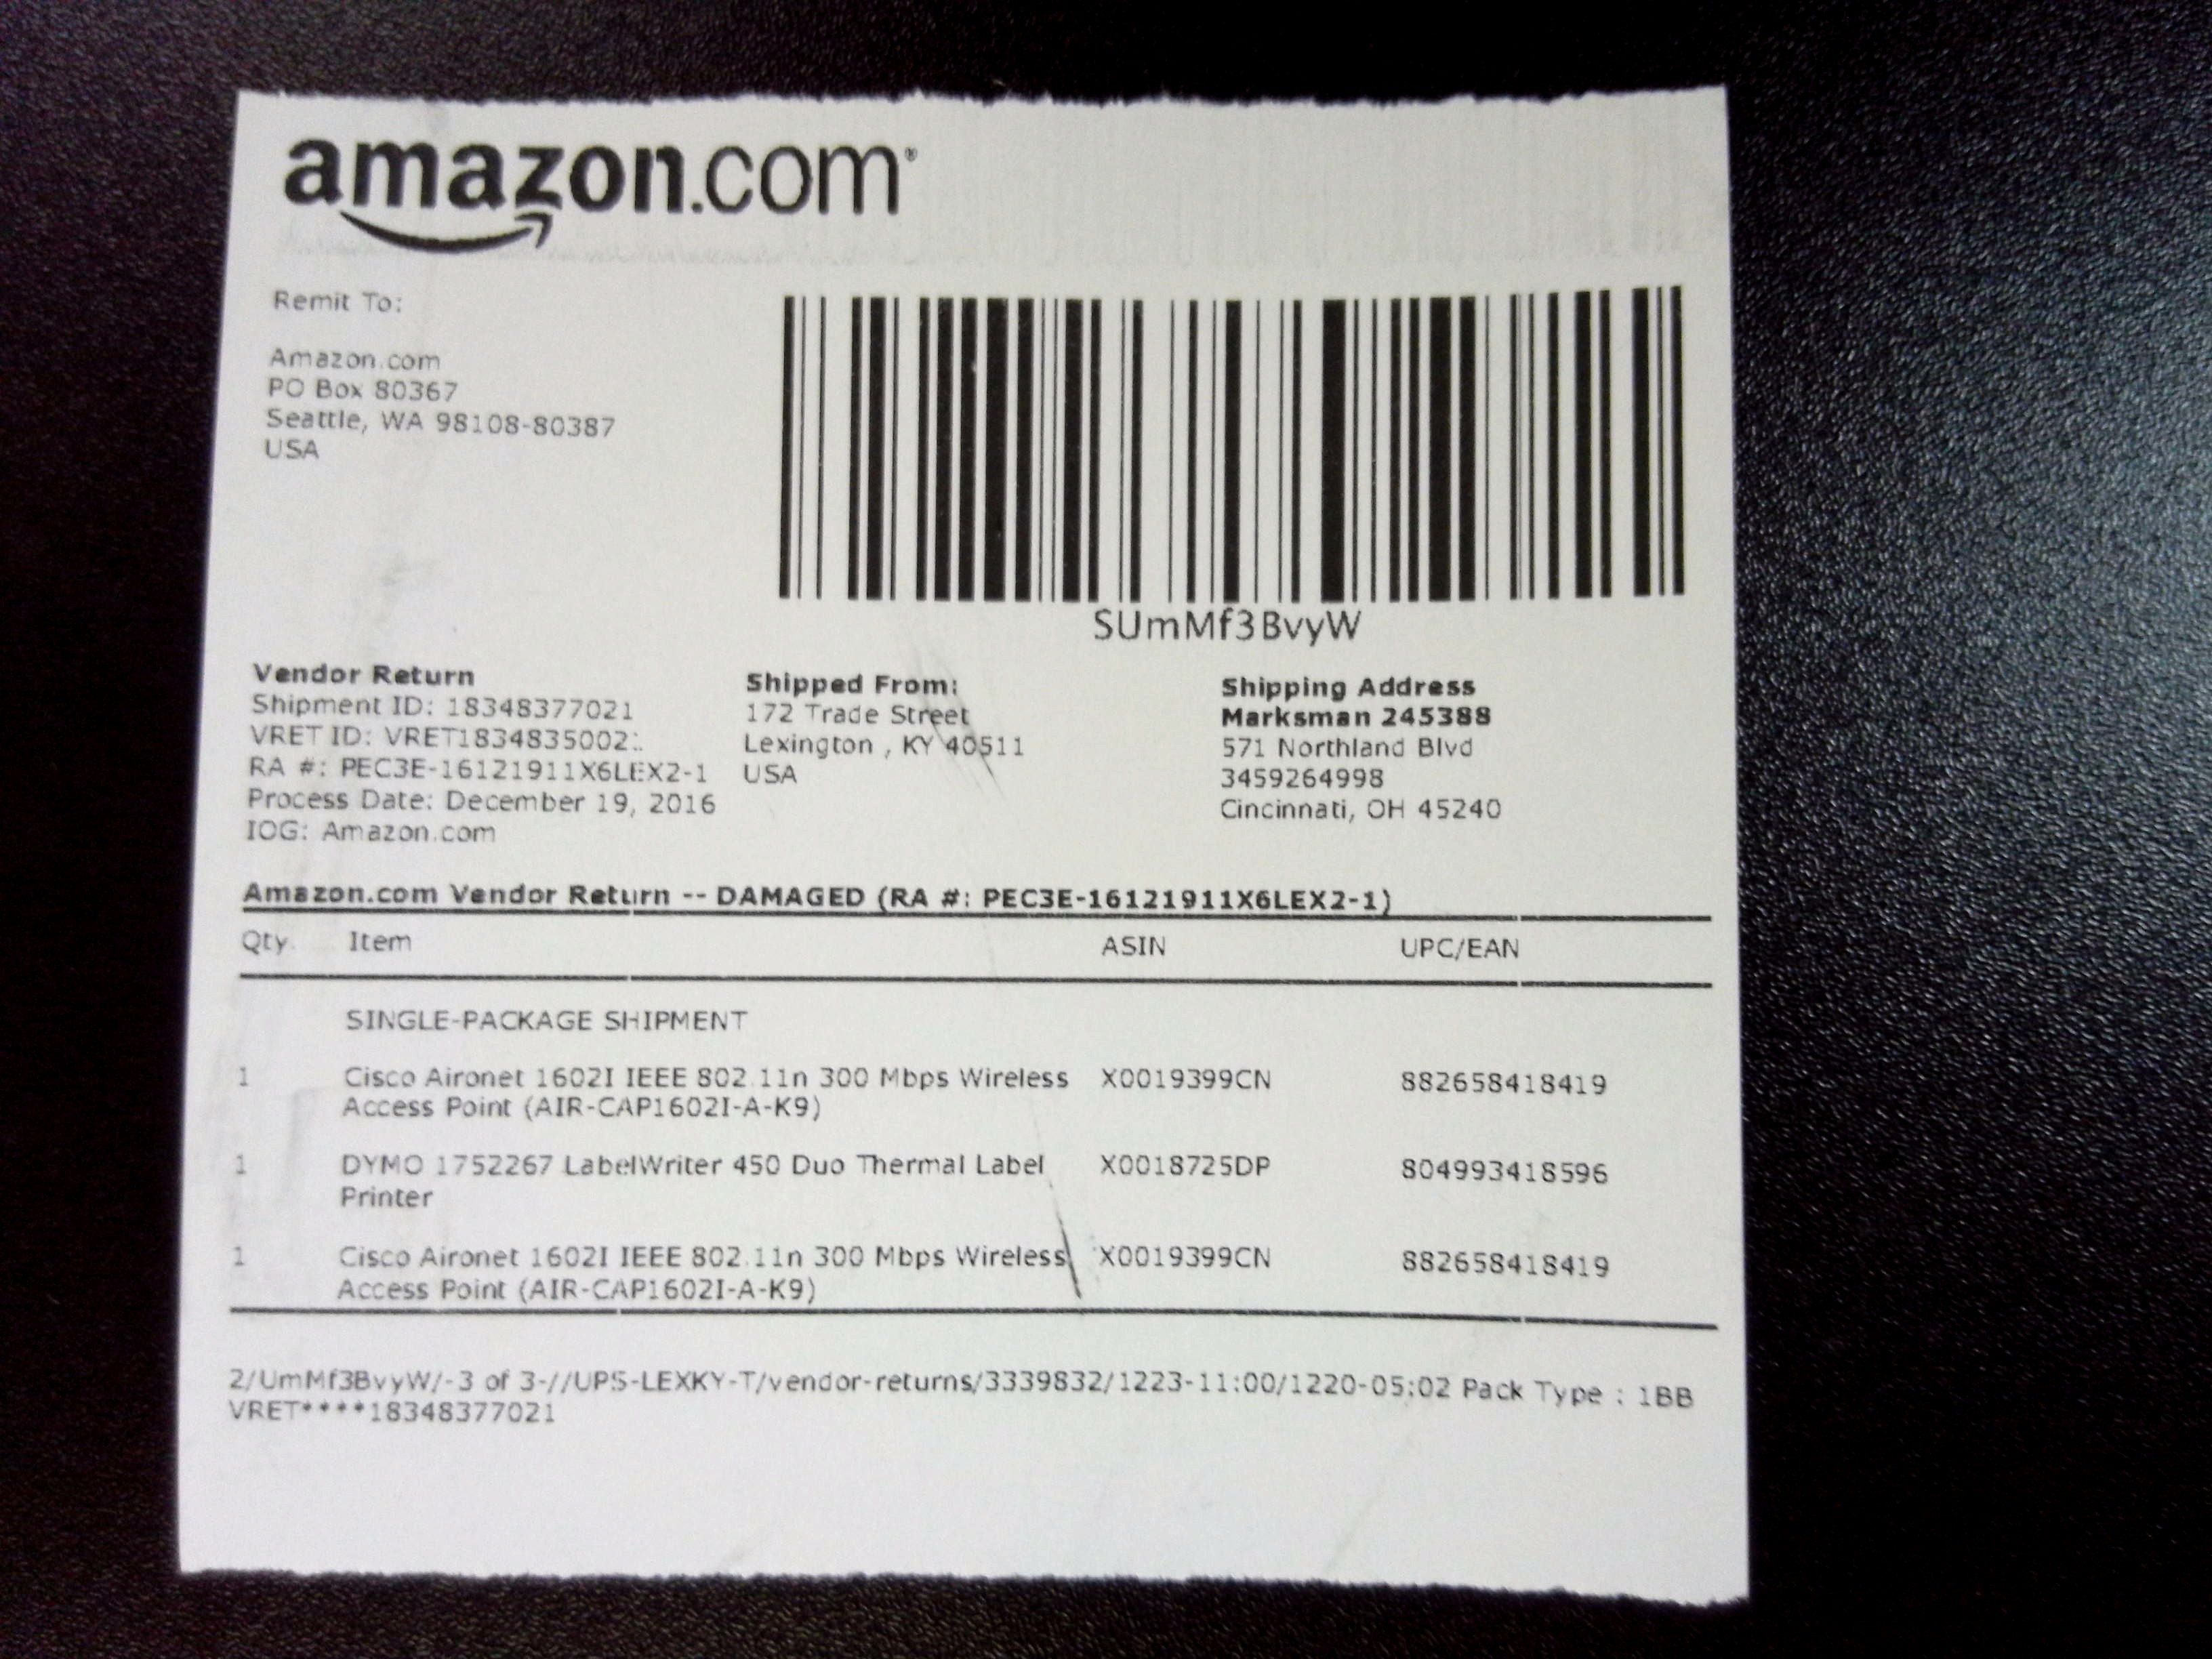 amazon.com®
Remit To:
Amazon.com
PO Box 80367
Seattle, WA 98108-80387
USA
SUmMf3BvyW
Vendor Return
Shipment ID: 18348377021
VRET ID:
RA #: PEC3E-16121911X6LEX2-1
Process Date: December 19, 2016
IOG: Amazon.com
Shipped From:
172 Trade Street
Lexington , KY 40511
USA
Shipping Address
Marksman 245388
571 Northland Blvd
3459264998
Cincinnati, OH 45240
Amazon.com Vendor Return -- DAMAGED (RA #: PEC3E-16121911X6LEX2-1)
Qty. Item ASIN UPC/EAN
SINGLE-PACKAGE SHIPMENT
1 Cisco Aironet 1602I IEEE 802.11n 300 Mbps Wireless X0019399CN 882658418419
Access Point (AIR-CAP1602I-A-K9)
1 DYMO 1752267 LabelWriter 450 Duo Thermal Label X0018725DP 804993418596
Printer
1 Cisco Aironet 1602I IEEE 802.11n 300 Mbps Wireless X0019399CN 882658418419
Access Point (AIR-CAP1602I-A-K9)
2/UmMf3BvyW/-3 of 3-//UPS-LEXKY-T/vendor-returns/3339832/1223-11:00/1220-05:02 Pack Type : 1BB
VRET****18348377021